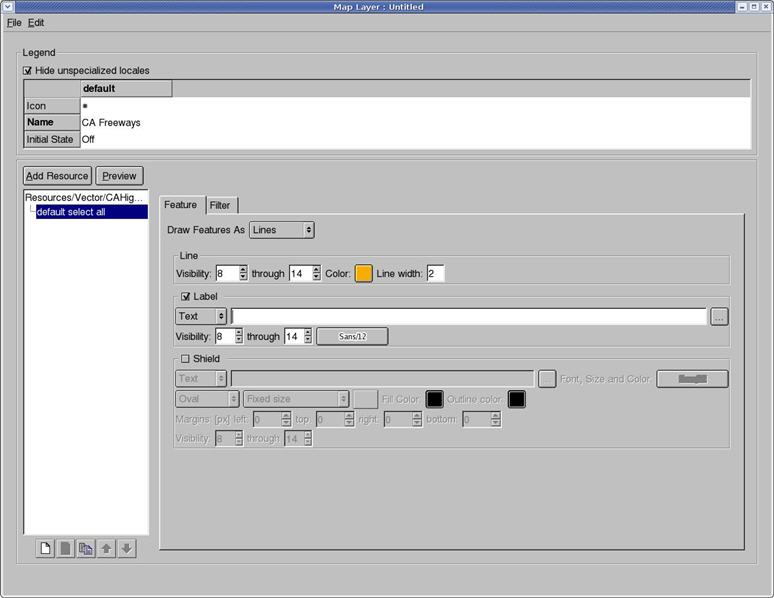 Map Layer : Untitled
File Edit
Legend
Hide unspecialized locales
default
Icon
Name CA Freeways
Initial State Off
Add Resource Preview
Resources/Vector/CAHig...
default select all
Feature Filter
Draw Features As Lines
Line
Visibility: 8 through 14 Color: Line width: 2
Label
Text ...
Visibility: 8 through 14 Sans/12
Shield
Text ... Font, Size and Color:
Oval Fixed size Fill Color: Outline color:
Margins: [px] left: 0 top: 0 right: 0 bottom: 0
Visibility: 8 through 14